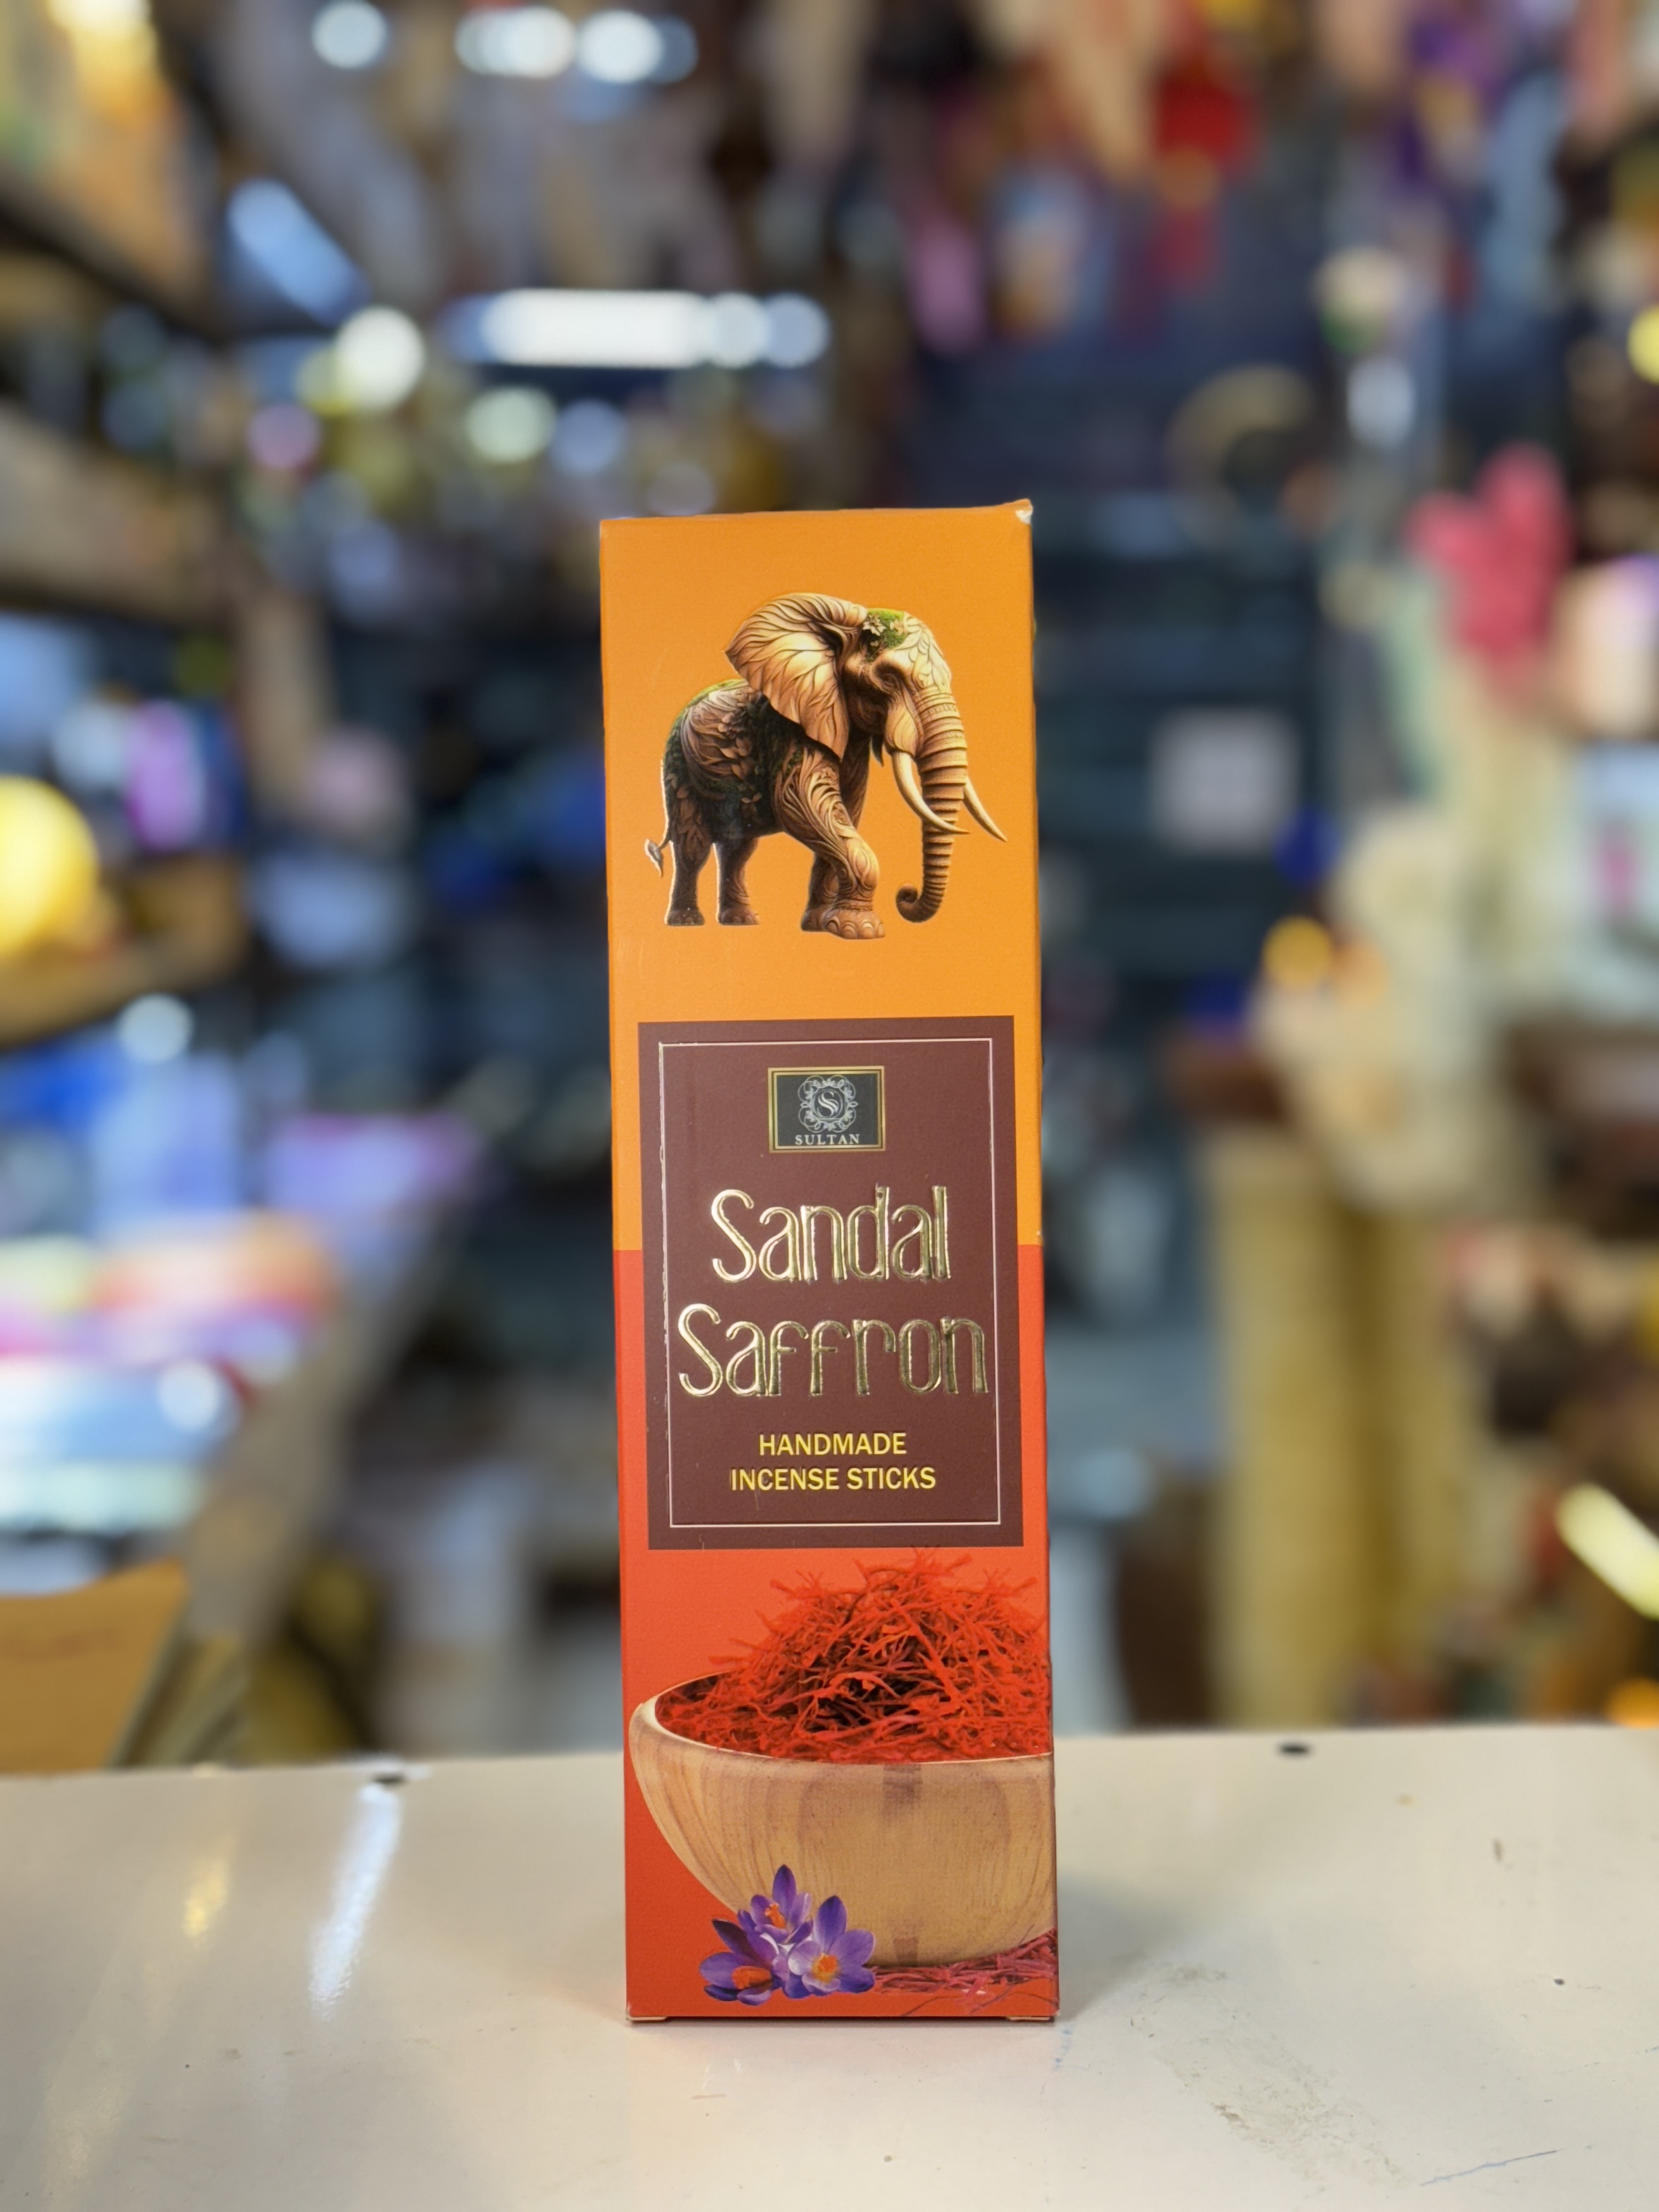 SULTAN
Sandal
Saffron
HANDMADE
INCENSE STICKS